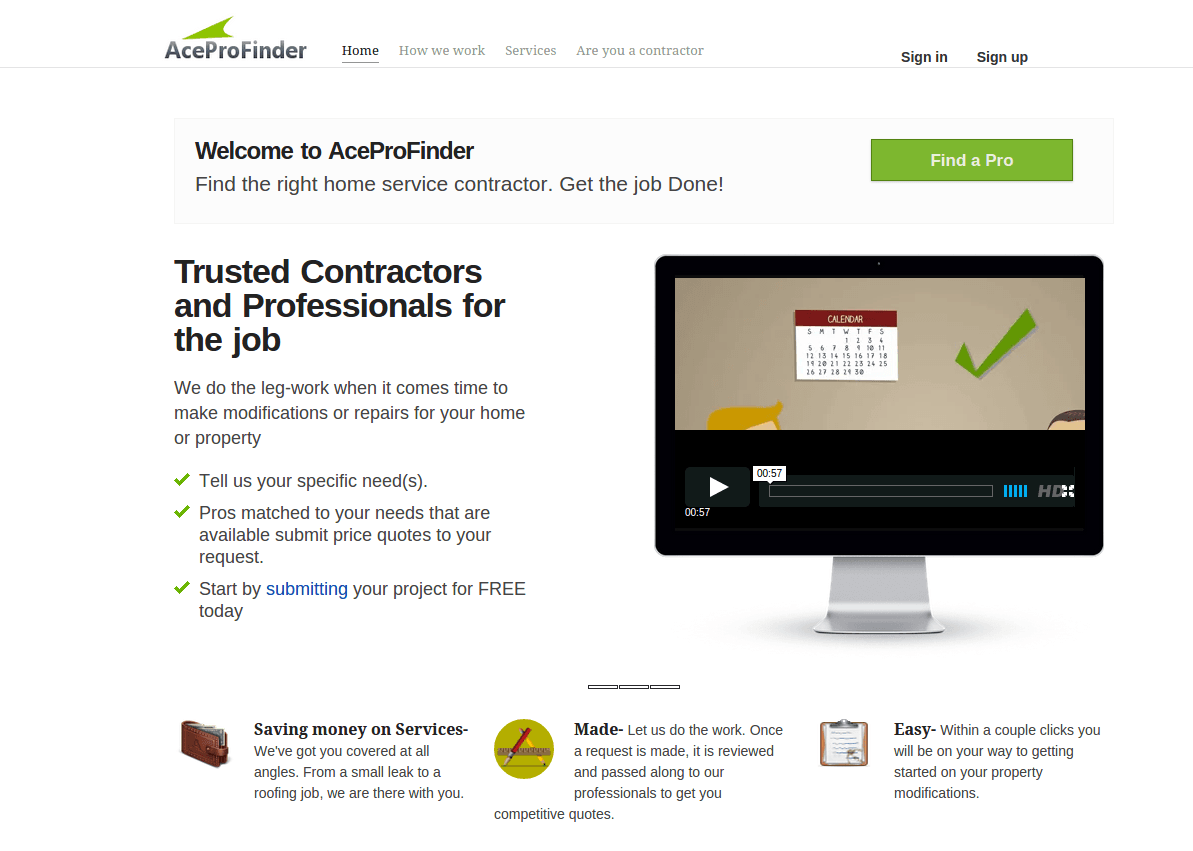 AceProFinder
Home How we work Services Are you a contractor
Sign in Sign up
Welcome to AceProFinder
Find the right home service contractor. Get the job Done!
Find a Pro
Trusted Contractors
and Professionals for
the job
We do the leg-work when it comes time to
make modifications or repairs for your home
or property
Tell us your specific need(s).
Pros matched to your needs that are
available submit price quotes to your
request.
Start by submitting your project for FREE
today
CALENDAR
S M T W T F S
1 2 3 4
5 6 7 8 9 10 11
12 13 14 15 16 17 18
19 20 21 22 23 24 25
26 27 28 29 30
00:57
HD
00:57
Saving money on Services-
We've got you covered at all
angles. From a small leak to a
roofing job, we are there with you.
Made- Let us do the work. Once
a request is made, it is reviewed
and passed along to our
professionals to get you
competitive quotes.
Easy- Within a couple clicks you
will be on your way to getting
started on your property
modifications.